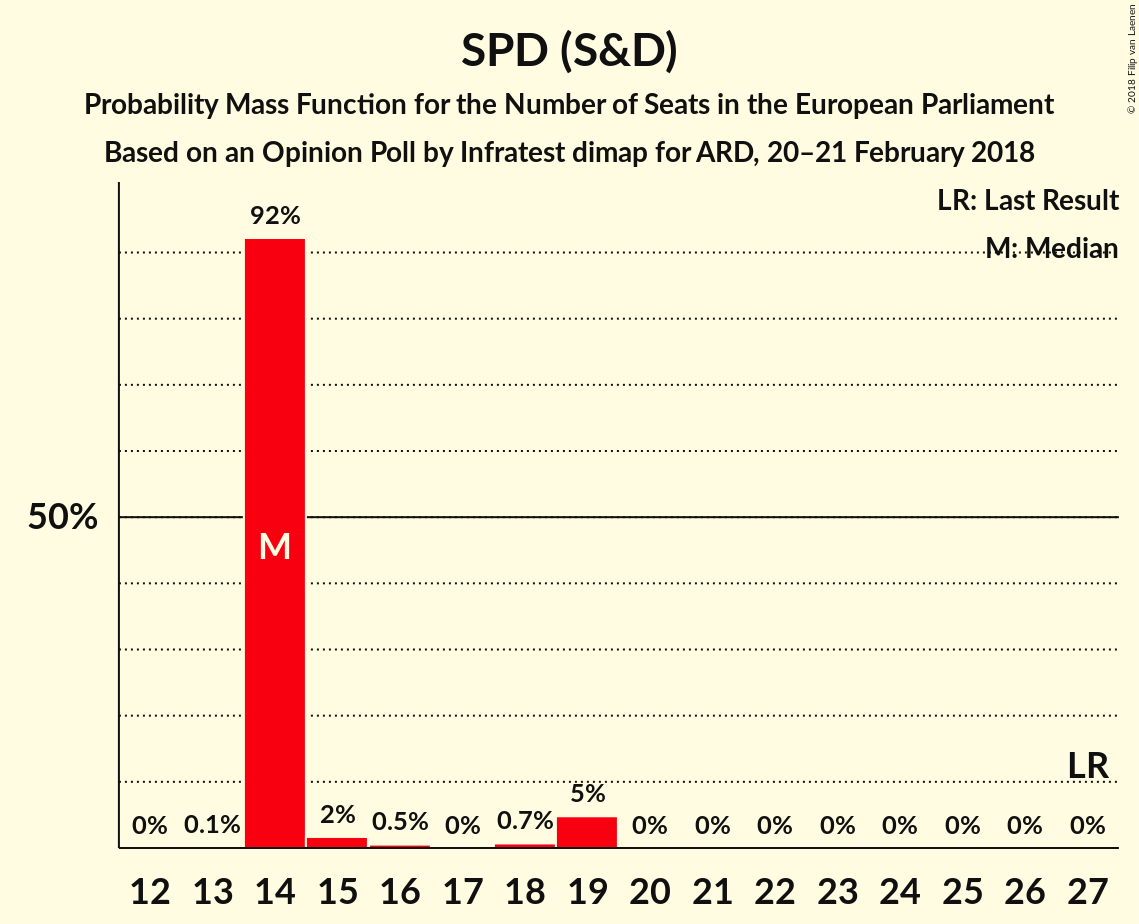 SPD (S&D)
Probability Mass Function for the Number of Seats in the European Parliament
Based on an Opinion Poll by Infratest dimap for ARD, 20–21 February 2018
© 2018 Filip van Laenen
LR: Last Result
M: Median
92%
50%
M
LR
0% 0.1% 2% 0.5% 0% 0.7% 5% 0% 0% 0% 0% 0% 0% 0% 0%
12 13 14 15 16 17 18 19 20 21 22 23 24 25 26 27